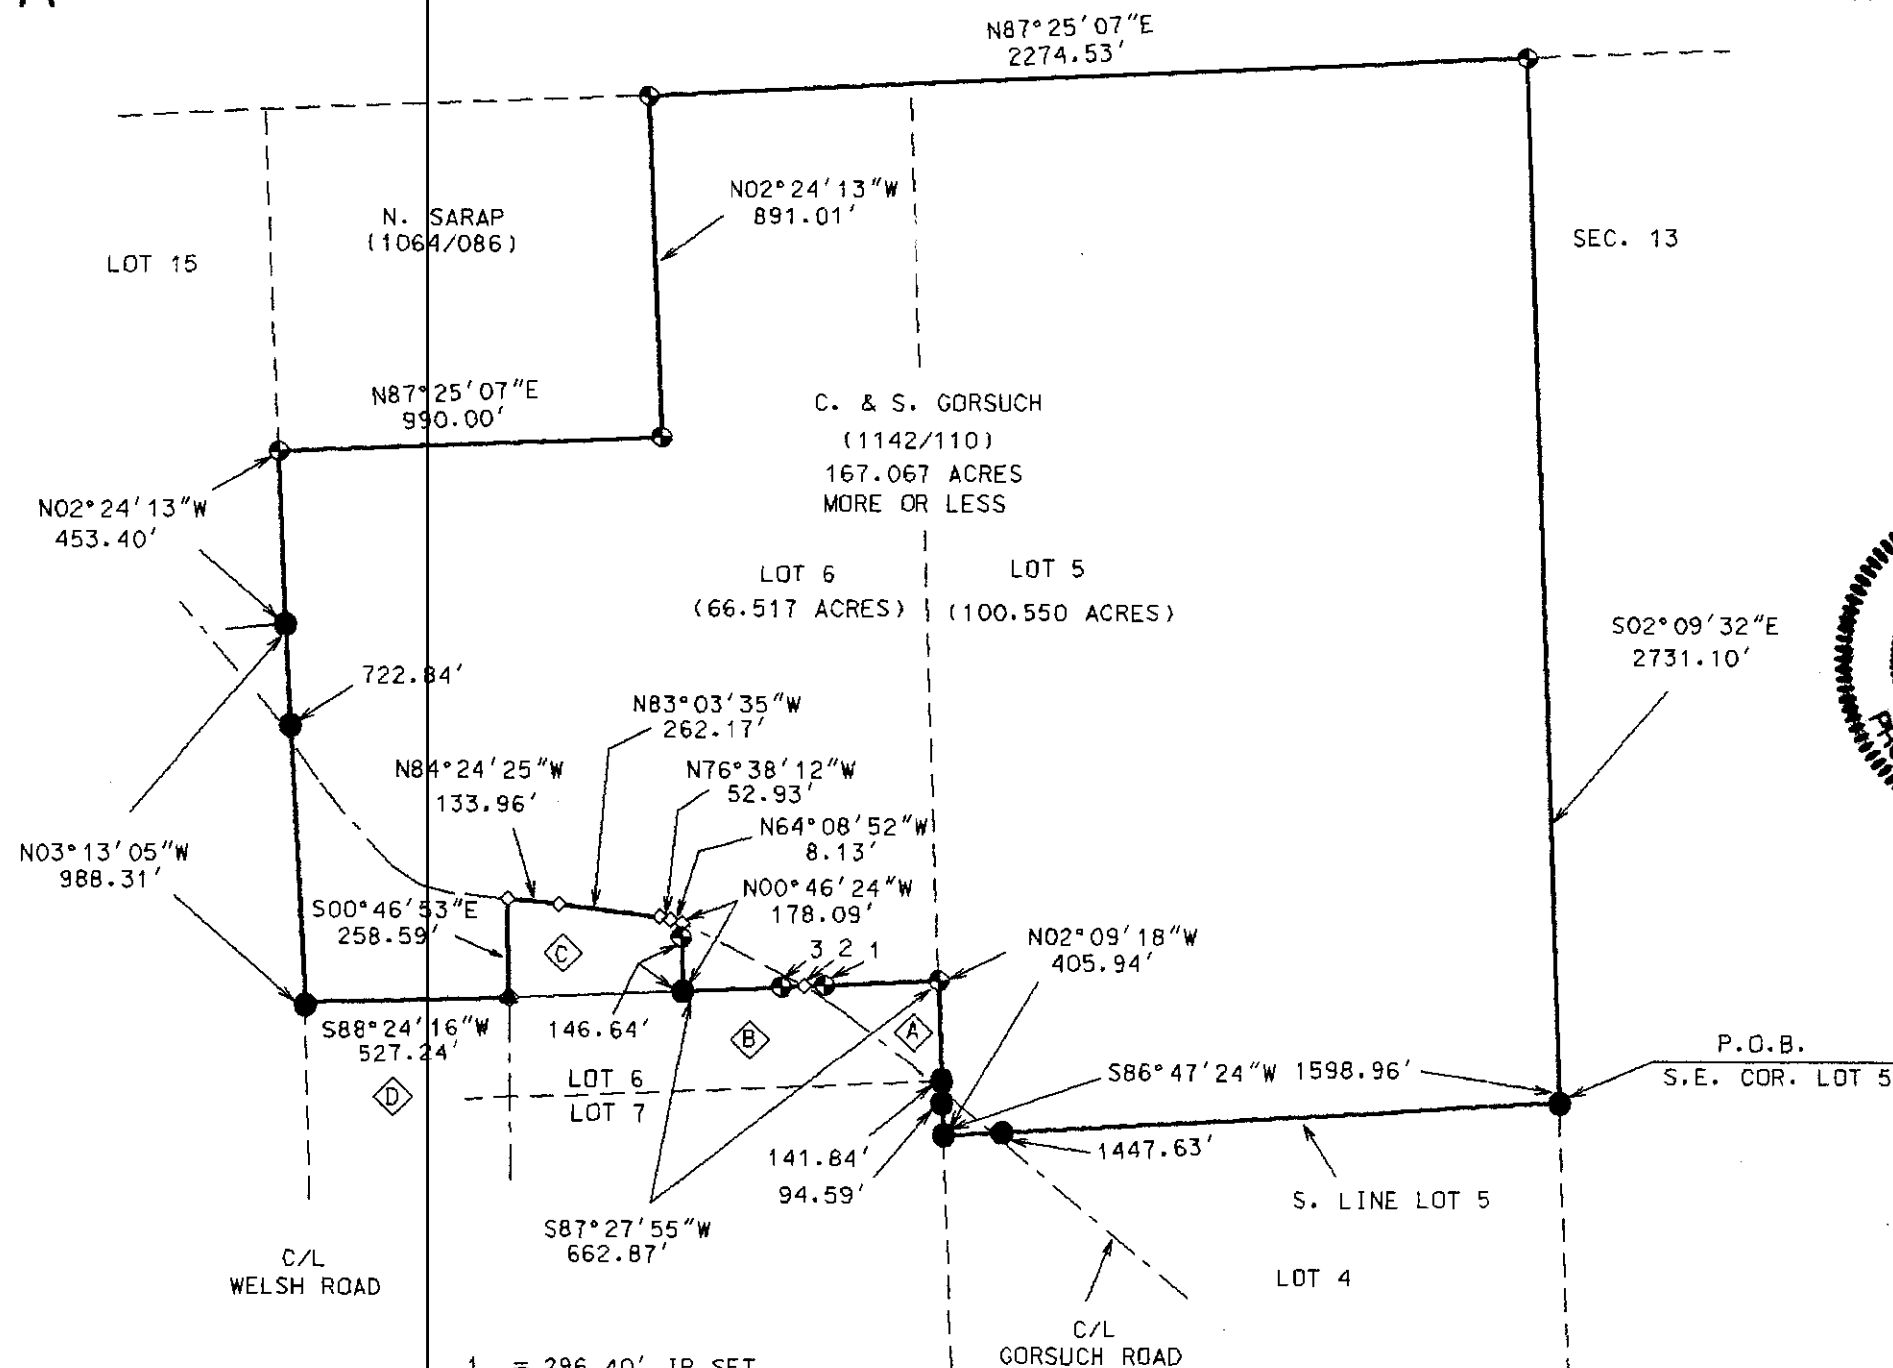 N87°25'07"E
2274.53'
N02°24'13"W
891.01'
N. SARAP
(1064/086)
LOT 15
SEC. 13
N87°25'07"E
990.00'
C. & S. GORSUCH
(1142/110)
167.067 ACRES
MORE OR LESS
N02°24'13"W
453.40'
LOT 6
(66.517 ACRES)
LOT 5
(100.550 ACRES)
S02°09'32"E
2731.10'
722.84'
N83°03'35"W
262.17'
N84°24'25"W
133.96'
N76°38'12"W
52.93'
N64°08'52"W
8.13'
N03°13'05"W
988.31'
N00°46'24"W
178.09'
S00°46'53"E
258.59'
C
3 2 1
N02°09'18"W
405.94'
S88°24'16"W
527.24'
146.64'
B
A
P.O.B.
S.E. COR. LOT 5
S86°47'24"W 1598.96'
LOT 6
LOT 7
D
141.84'
94.59'
1447.63'
S. LINE LOT 5
S87°27'55"W
662.87'
C/L
WELSH ROAD
LOT 4
C/L
GORSUCH ROAD
1 = 296.40' IP SET